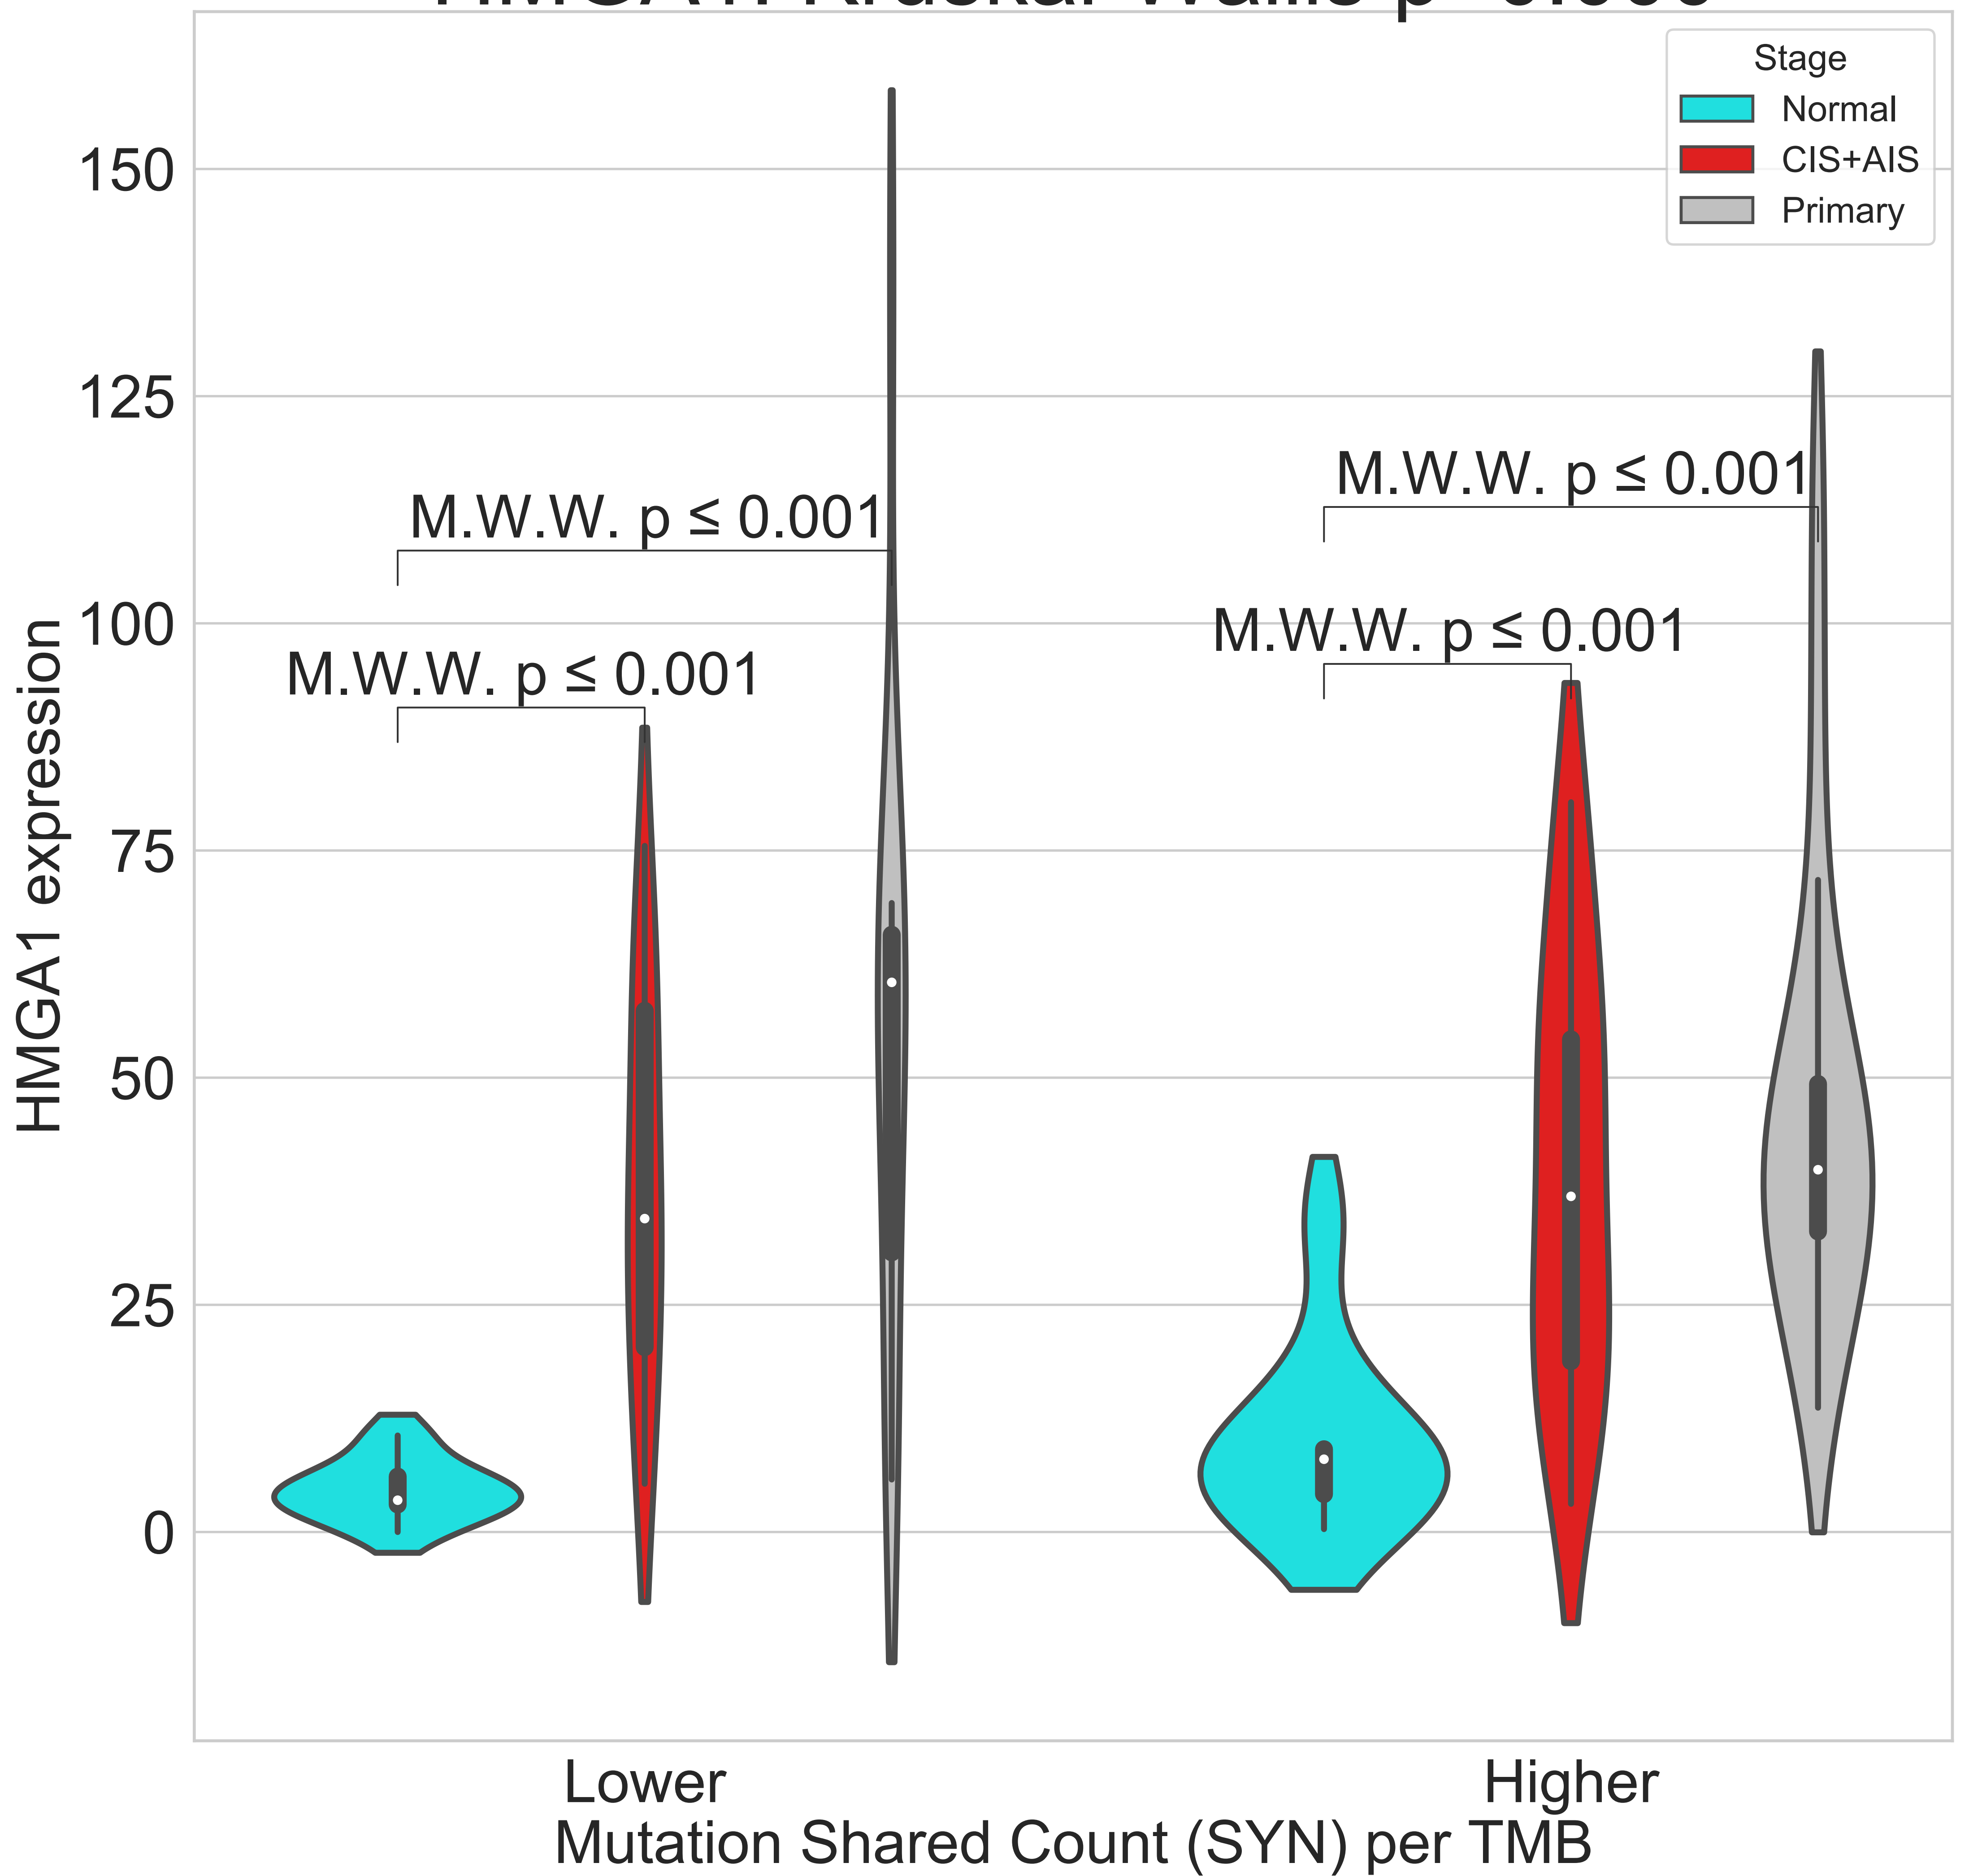 Stage
Normal
CIS+AIS
Primary
150
125
100
75
50
25
0
HMGA1 expression
M.W.W. p ≤ 0.001
M.W.W. p ≤ 0.001
M.W.W. p ≤ 0.001
M.W.W. p ≤ 0.001
Lower
Higher
Mutation Shared Count (SYN) per TMB